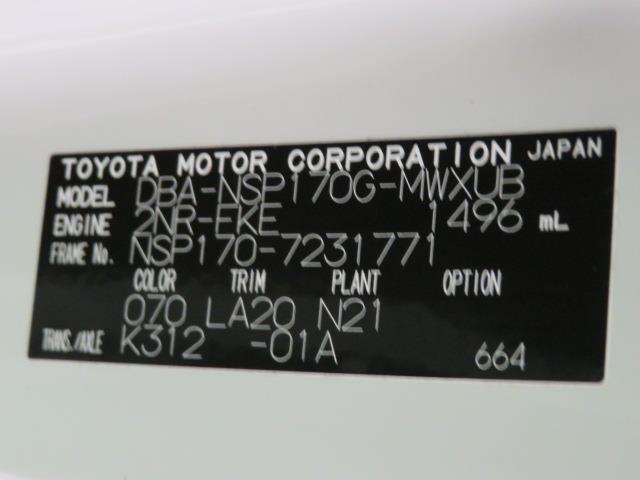 TOYOTA MOTOR CORPORATION JAPAN
MODEL DBA-NSP170G-MWXUB
ENGINE 2NR-EKE 1496 mL
FRAME No. NSP170-7231771
COLOR TRIM PLANT OPTION
070 LA20 N21
TRANS./AXLE K312 -01A 664